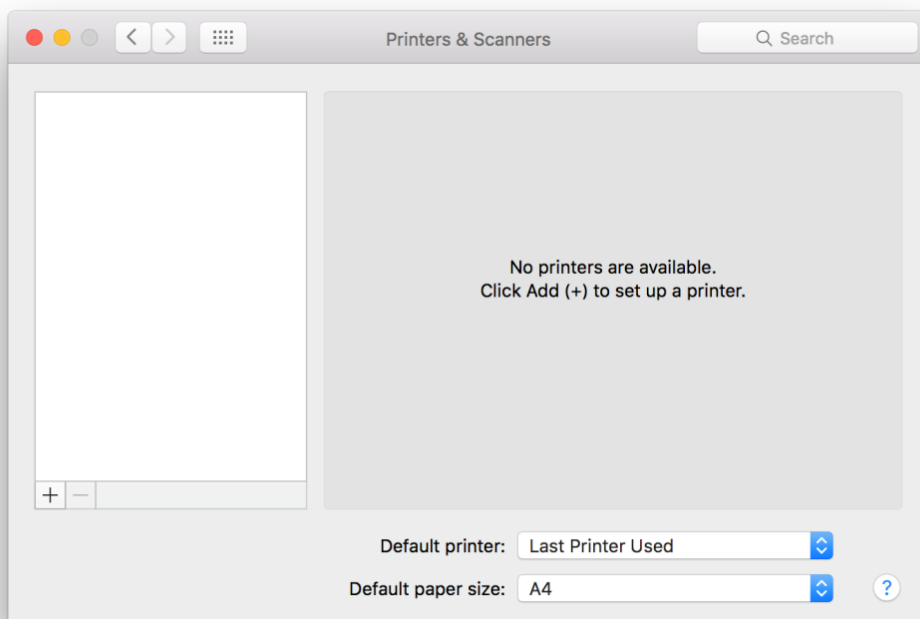 Printers & Scanners
Search
No printers are available.
Click Add (+) to set up a printer.
+ −
Default printer: Last Printer Used
Default paper size: A4
?